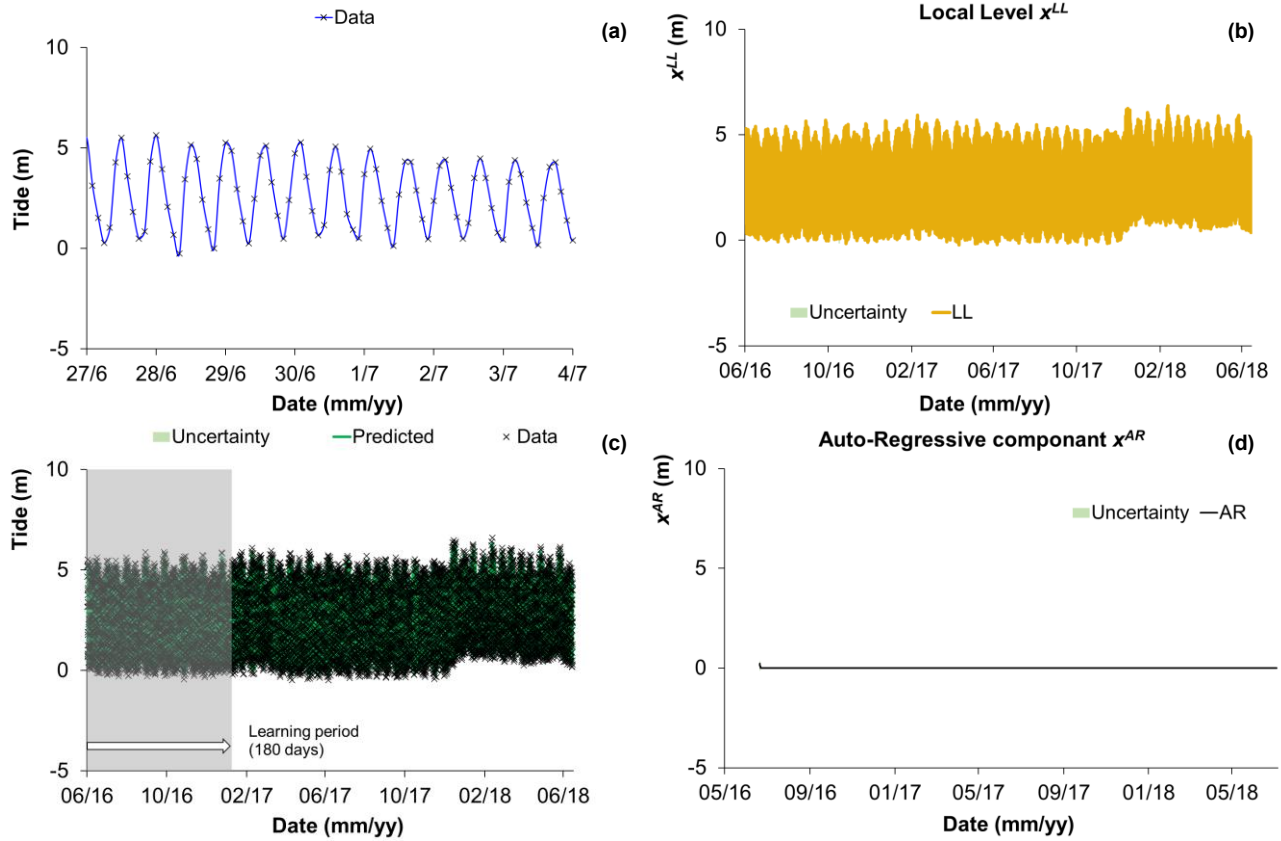 Data
(a)
10
5
0
-5
Tide (m)
27/6 28/6 29/6 30/6 1/7 2/7 3/7 4/7
Date (mm/yy)
Local Level x^LL
(b)
10
5
0
-5
x^LL (m)
Uncertainty LL
06/16 10/16 02/17 06/17 10/17 02/18 06/18
Date (mm/yy)
Uncertainty Predicted Data
(c)
10
5
0
-5
Tide (m)
Learning period
(180 days)
06/16 10/16 02/17 06/17 10/17 02/18 06/18
Date (mm/yy)
Auto-Regressive componant x^AR
(d)
10
5
0
-5
x^AR (m)
Uncertainty AR
05/16 09/16 01/17 05/17 09/17 01/18 05/18
Date (mm/yy)